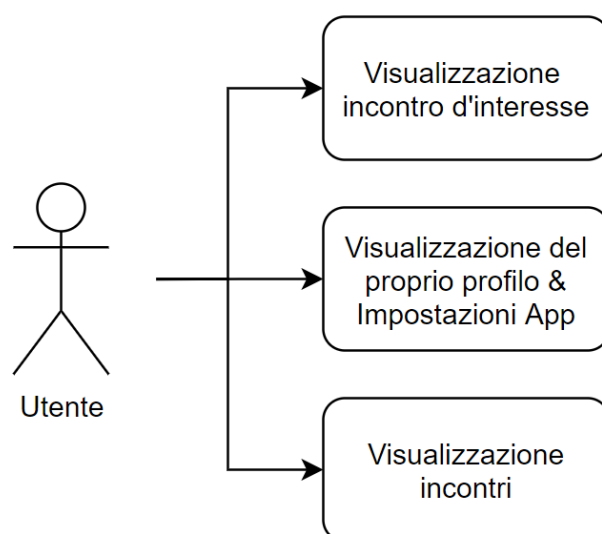 Visualizzazione
incontro d'interesse
Visualizzazione del
proprio profilo &
Impostazioni App
Utente
Visualizzazione
incontri